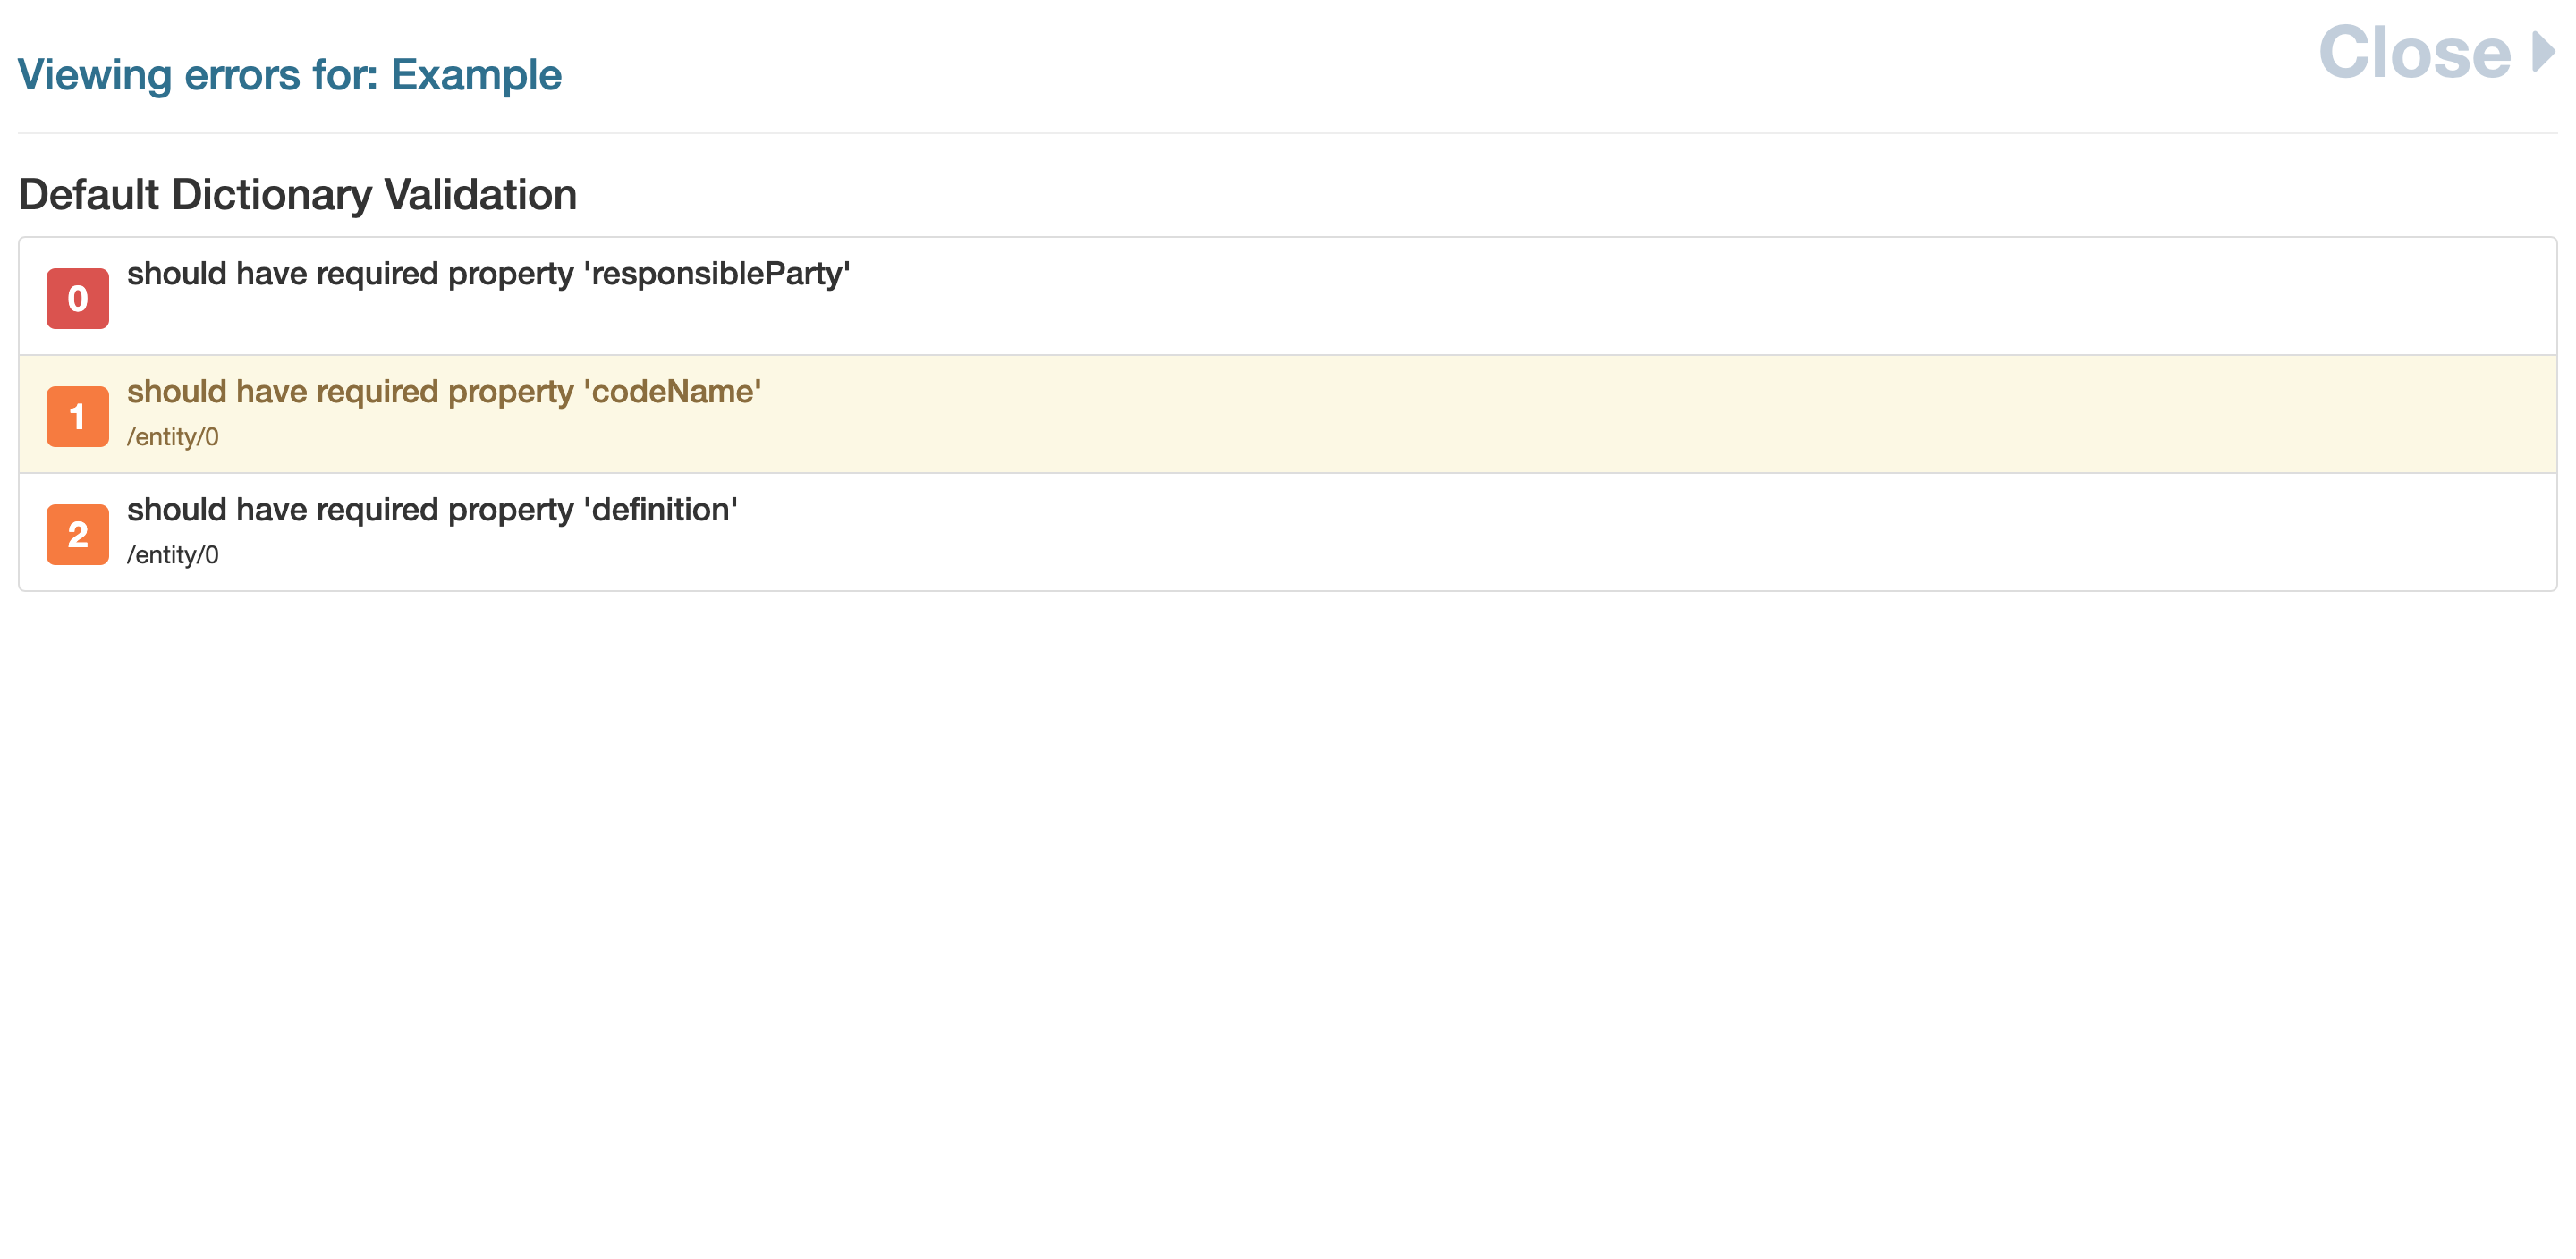 Close
Viewing errors for: Example
Default Dictionary Validation
0
should have required property 'responsibleParty'
1
should have required property 'codeName'
/entity/0
2
should have required property 'definition'
/entity/0